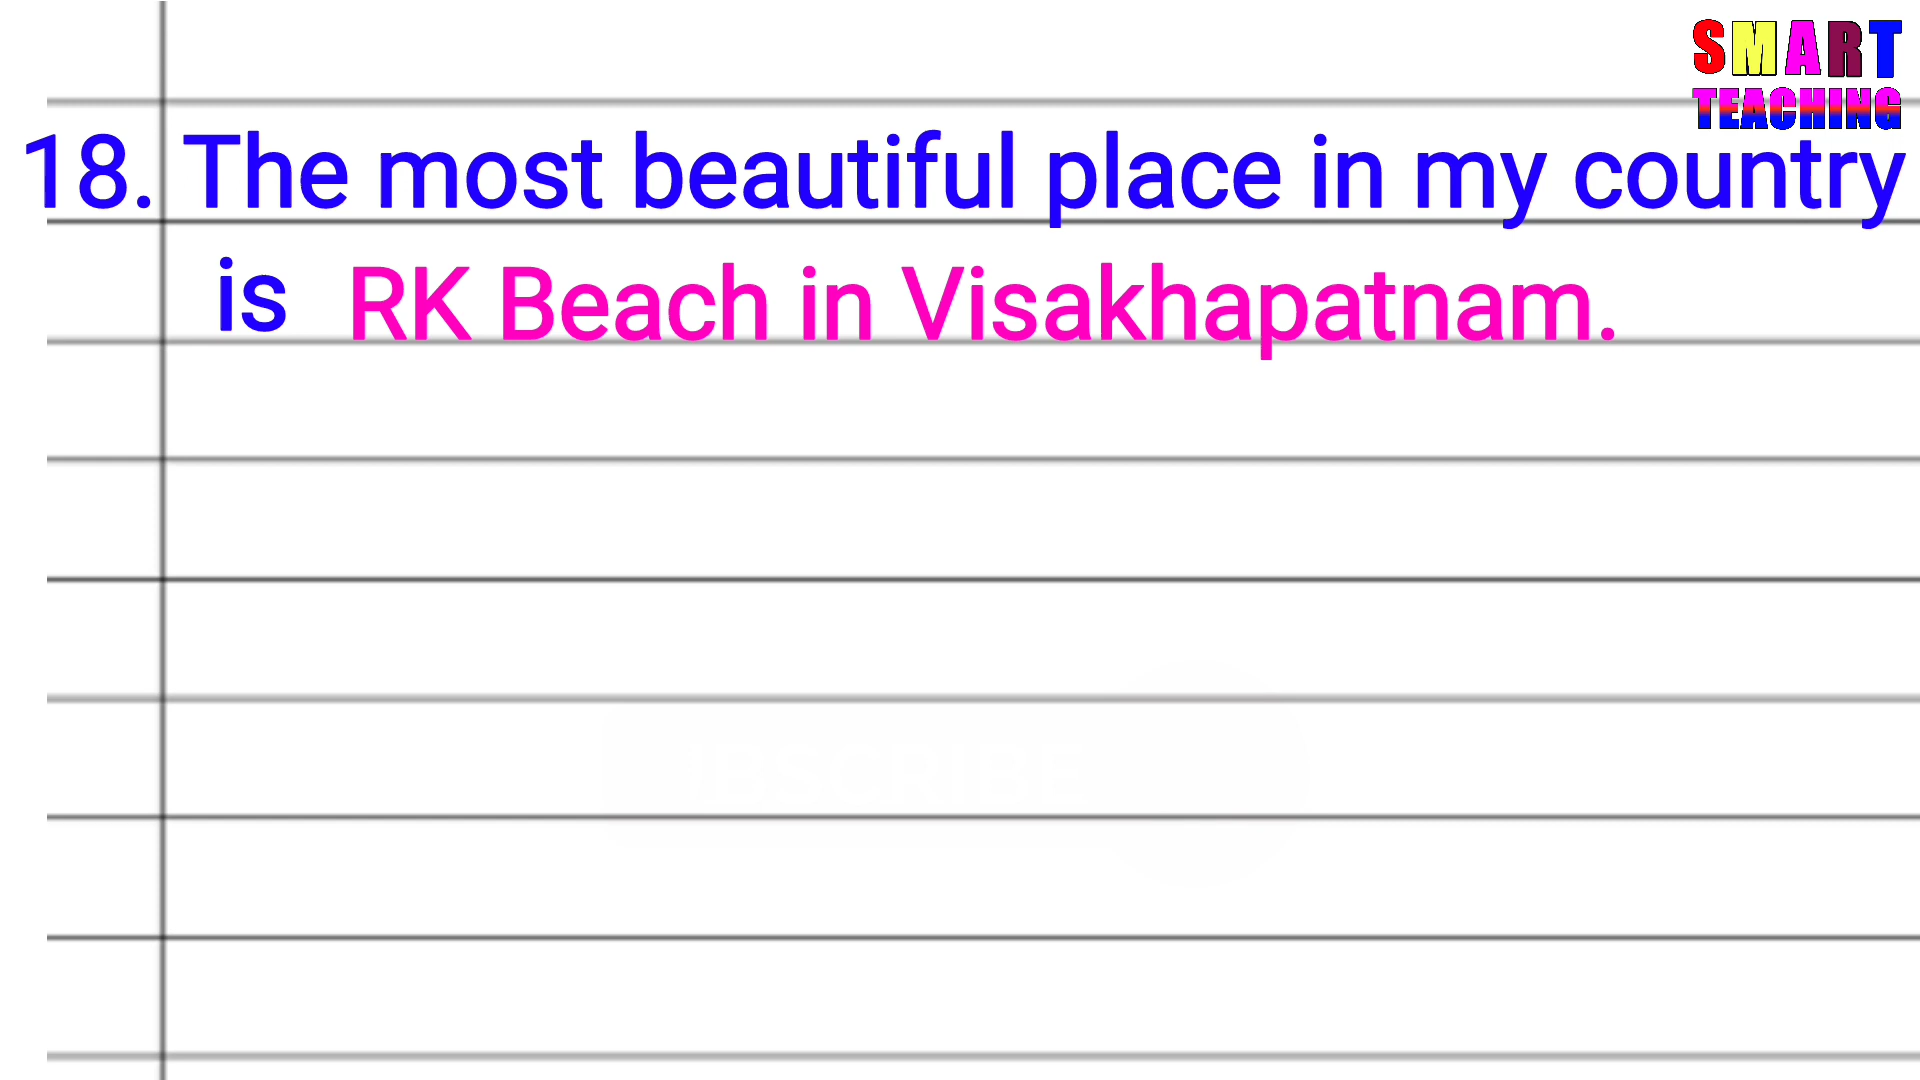 SMART
TEACHING
18. The most beautiful place in my country
is RK Beach in Visakhapatnam.